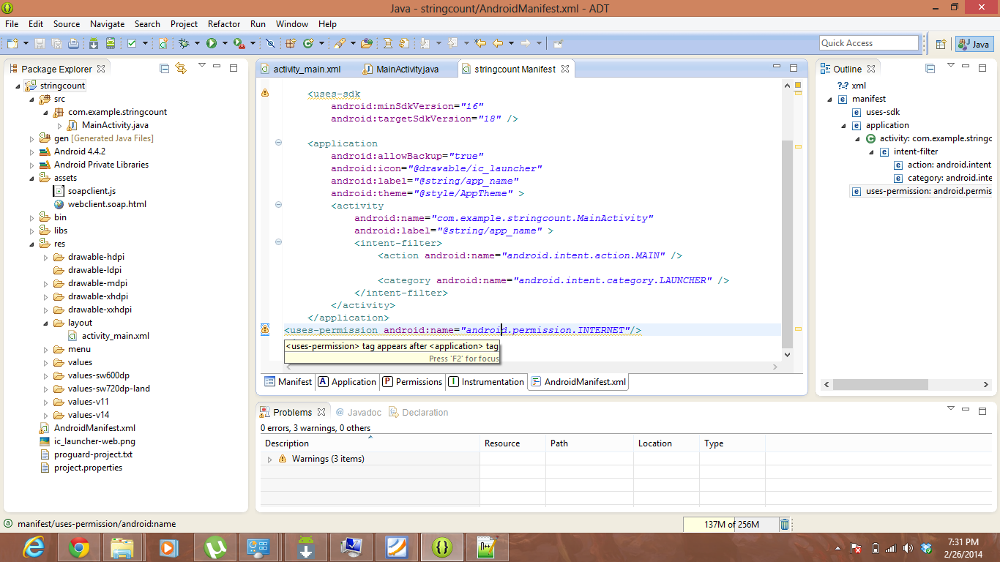 Java - stringcount/AndroidManifest.xml - ADT
File Edit Source Navigate Search Project Refactor Run Window Help
Quick Access
Java
Package Explorer
stringcount
src
com.example.stringcount
MainActivity.java
gen [Generated Java Files]
Android 4.4.2
Android Private Libraries
assets
soapclient.js
webclient.soap.html
bin
libs
res
drawable-hdpi
drawable-ldpi
drawable-mdpi
drawable-xhdpi
drawable-xxhdpi
layout
activity_main.xml
menu
values
values-sw600dp
values-sw720dp-land
values-v11
values-v14
AndroidManifest.xml
ic_launcher-web.png
proguard-project.txt
project.properties
activity_main.xml MainActivity.java stringcount Manifest
<uses-sdk
android:minSdkVersion="16"
android:targetSdkVersion="18" />
<application
android:allowBackup="true"
android:icon="@drawable/ic_launcher"
android:label="@string/app_name"
android:theme="@style/AppTheme" >
<activity
android:name="com.example.stringcount.MainActivity"
android:label="@string/app_name" >
<intent-filter>
<action android:name="android.intent.action.MAIN" />
<category android:name="android.intent.category.LAUNCHER" />
</intent-filter>
</activity>
</application>
<uses-permission android:name="android.permission.INTERNET"/>
<uses-permission> tag appears after <application> tag
Press 'F2' for focus
Manifest A Application P Permissions I Instrumentation AndroidManifest.xml
Outline
?=? xml
e manifest
e uses-sdk
e application
C activity: com.example.stringc
e intent-filter
e action: android.intent
e category: android.inte
e uses-permission: android.permis
Problems @ Javadoc Declaration
0 errors, 3 warnings, 0 others
Description Resource Path Location Type
Warnings (3 items)
manifest/uses-permission/android:name
137M of 256M
7:31 PM
2/26/2014